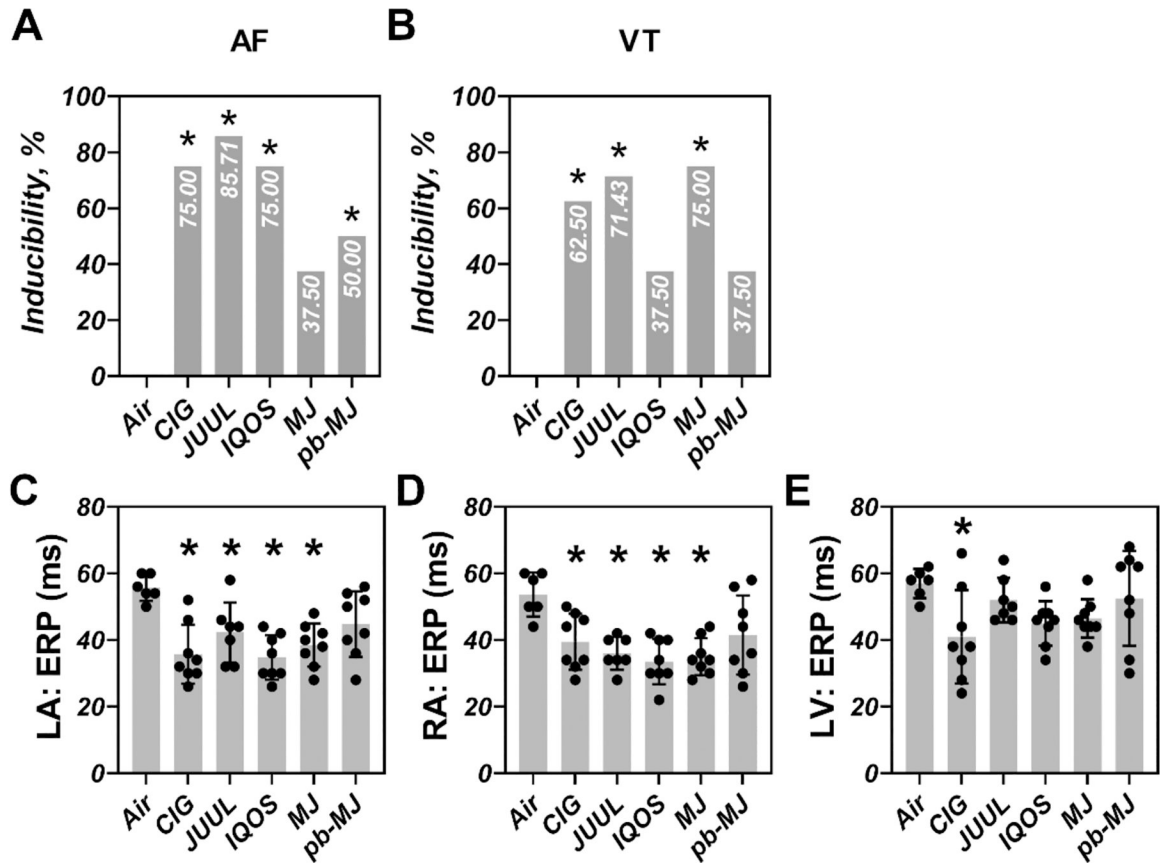 A
AF
Inducibility, %
100
80
60
40
20
0
*
*
*
*
75.00
85.71
75.00
37.50
50.00
Air
CIG
JUUL
IQOS
MJ
pb-MJ
B
VT
Inducibility, %
100
80
60
40
20
0
*
*
*
62.50
71.43
37.50
75.00
37.50
Air
CIG
JUUL
IQOS
MJ
pb-MJ
C
LA: ERP (ms)
80
60
40
20
0
* * * *
Air
CIG
JUUL
IQOS
MJ
pb-MJ
D
RA: ERP (ms)
80
60
40
20
0
* * * *
Air
CIG
JUUL
IQOS
MJ
pb-MJ
E
LV: ERP (ms)
80
60
40
20
0
*
Air
CIG
JUUL
IQOS
MJ
pb-MJ